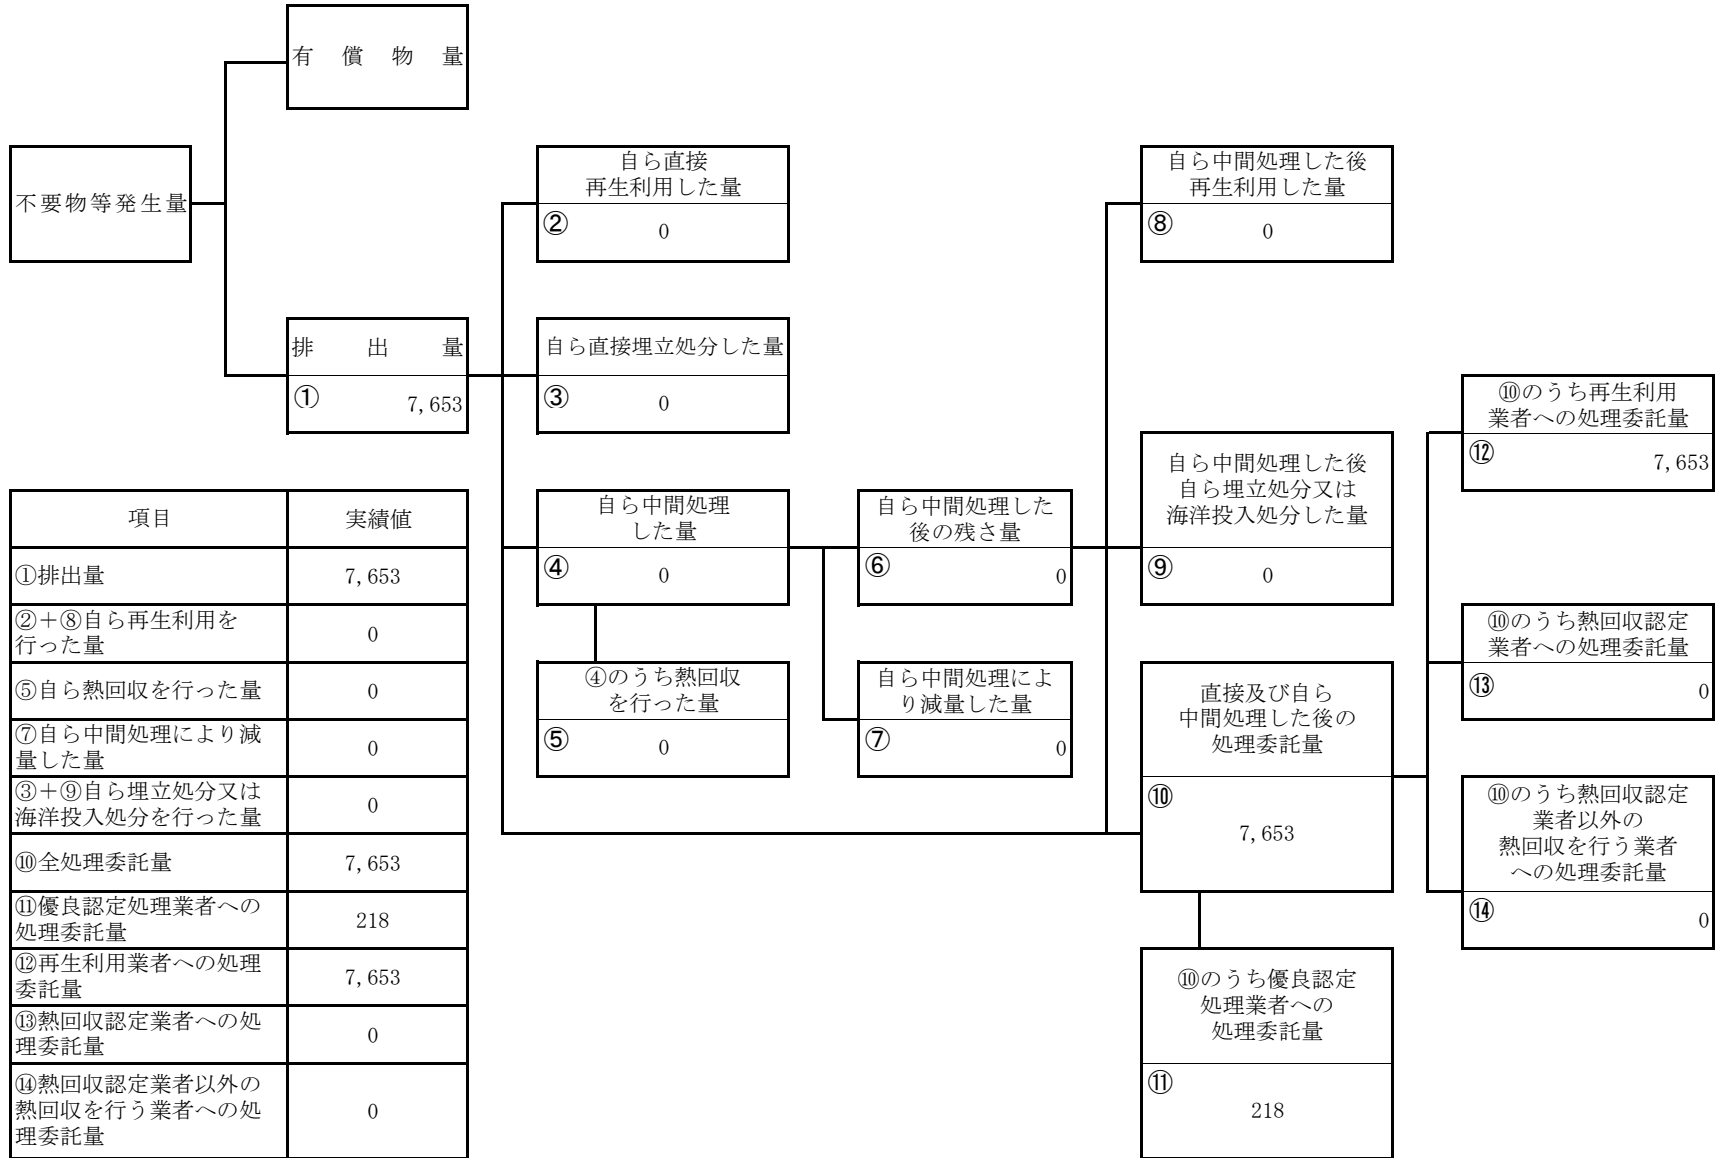 有償物量
不要物等発生量
排出量
① 7,653
自ら直接
再生利用した量
② 0
自ら直接埋立処分した量
③ 0
自ら中間処理
した量
④ 0
④のうち熱回収
を行った量
⑤ 0
自ら中間処理した
後の残さ量
⑥ 0
自ら中間処理によ
り減量した量
⑦ 0
自ら中間処理した後
再生利用した量
⑧ 0
自ら中間処理した後
自ら埋立処分又は
海洋投入処分した量
⑨ 0
直接及び自ら
中間処理した後の
処理委託量
⑩
7,653
⑩のうち優良認定
処理業者への
処理委託量
⑪
218
⑩のうち再生利用
業者への処理委託量
⑫ 7,653
⑩のうち熱回収認定
業者への処理委託量
⑬ 0
⑩のうち熱回収認定
業者以外の
熱回収を行う業者
への処理委託量
⑭ 0
項目 実績値
①排出量 7,653
②＋⑧自ら再生利用を
行った量 0
⑤自ら熱回収を行った量 0
⑦自ら中間処理により減
量した量 0
③＋⑨自ら埋立処分又は
海洋投入処分を行った量 0
⑩全処理委託量 7,653
⑪優良認定処理業者への
処理委託量 218
⑫再生利用業者への処理
委託量 7,653
⑬熱回収認定業者への処
理委託量 0
⑭熱回収認定業者以外の
熱回収を行う業者への処
理委託量 0